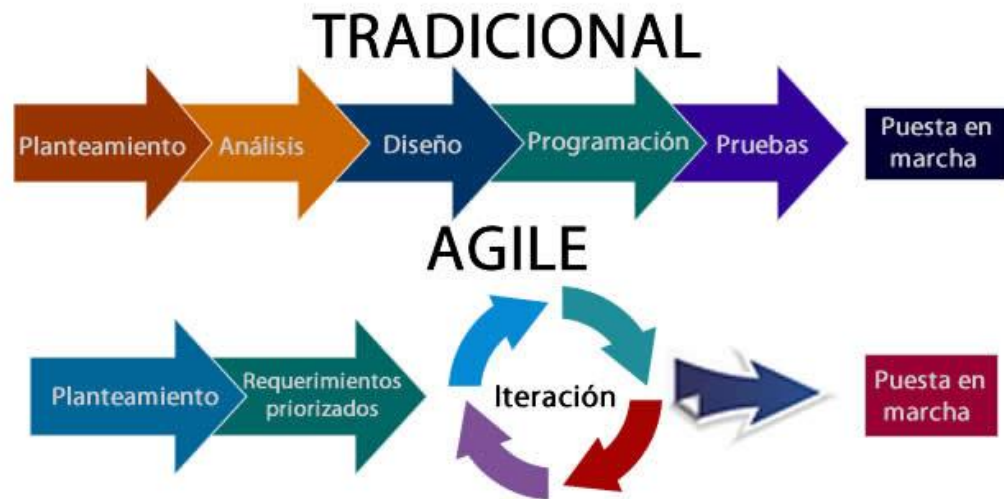 TRADICIONAL
Planteamiento
Análisis
Diseño
Programación
Pruebas
Puesta en
marcha
AGILE
Planteamiento
Requerimientos
priorizados
Iteración
Puesta en
marcha